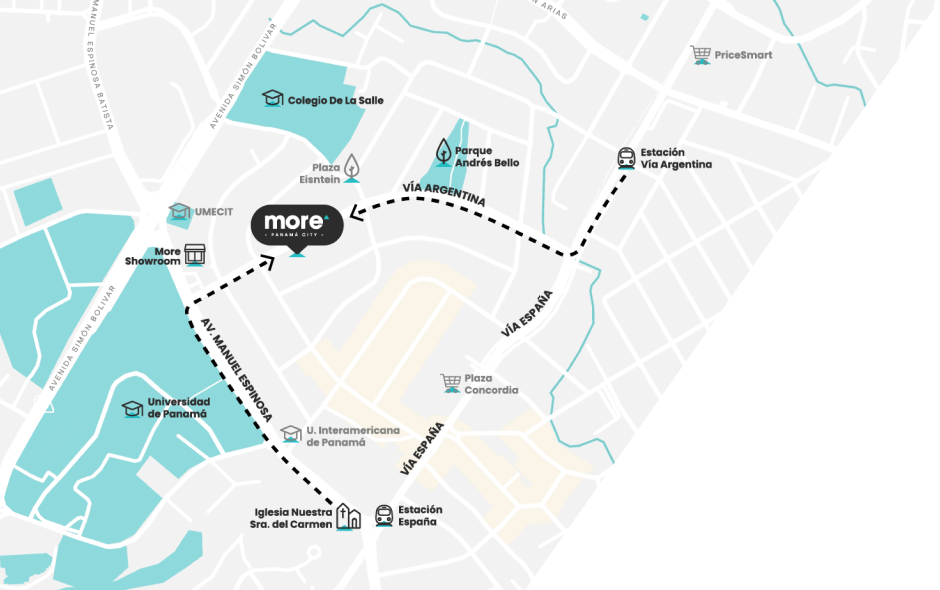 N ARIAS
MANUEL ESPINOSA BATISTA
AVENIDA SIMÓN BOLIVAR
PriceSmart
Colegio De La Salle
Parque
Andrés Bello
Estación
Vía Argentina
Plaza
Eisntein
VÍA ARGENTINA
UMECIT
more
- PANAMÁ CITY -
More
Showroom
AVENIDA SIMÓN BOLIVAR
VÍA ESPAÑA
AV. MANUEL ESPINOSA
Plaza
Concordia
Universidad
de Panamá
U. Interamericana
de Panamá
VÍA ESPAÑA
Iglesia Nuestra
Sra. del Carmen
Estación
España